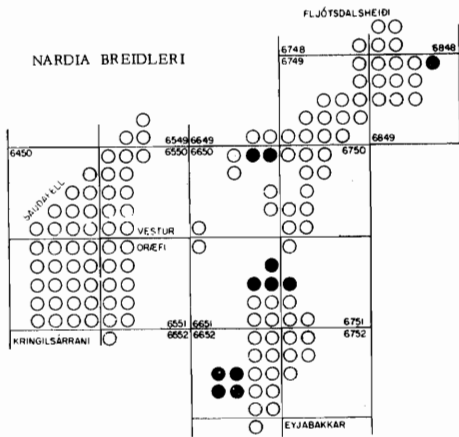 FLJÓTSDALSHEIÐI
NARDIA BREIDLERI
6748 6848
6749
6549 6649 6849
6450 6550 6650 6750
SAUÐAFELL
VESTUR
ÖRÆFI
6551 6651 6751
KRINGILSÁRRANI 6552 6652 6752
EYJABAKKAR